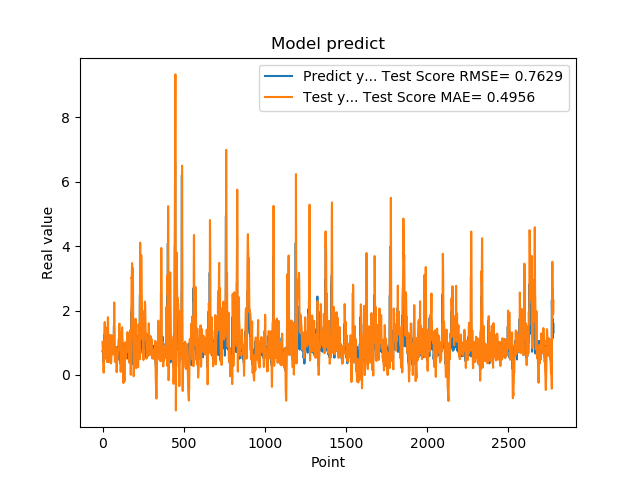 Model predict
Predict y... Test Score RMSE= 0.7629
Test y... Test Score MAE= 0.4956
Real value
8
6
4
2
0
0 500 1000 1500 2000 2500
Point